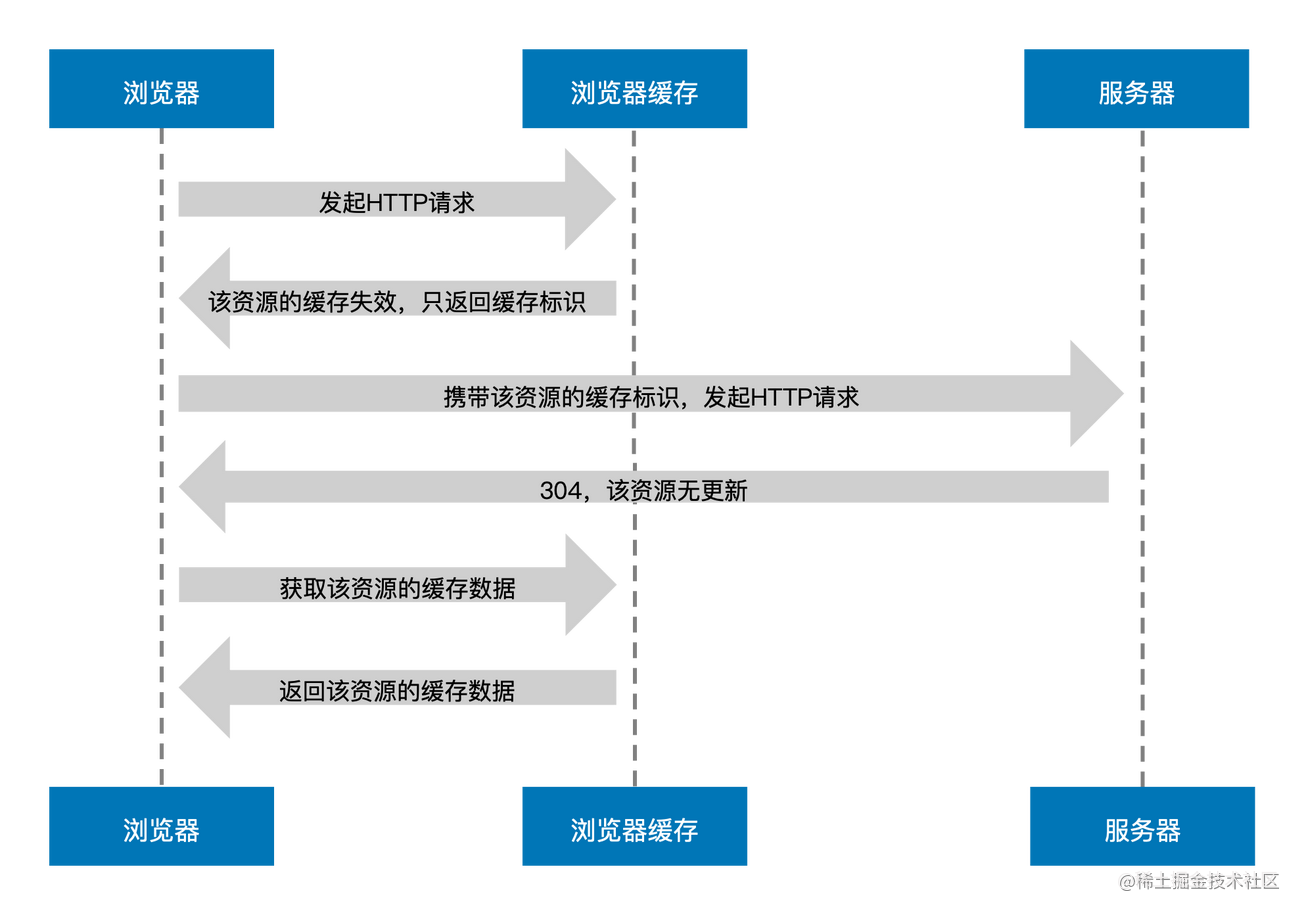 浏览器
浏览器缓存
服务器
发起HTTP请求
该资源的缓存失效，只返回缓存标识
携带该资源的缓存标识，发起HTTP请求
304，该资源无更新
获取该资源的缓存数据
返回该资源的缓存数据
浏览器
浏览器缓存
服务器
@稀土掘金技术社区